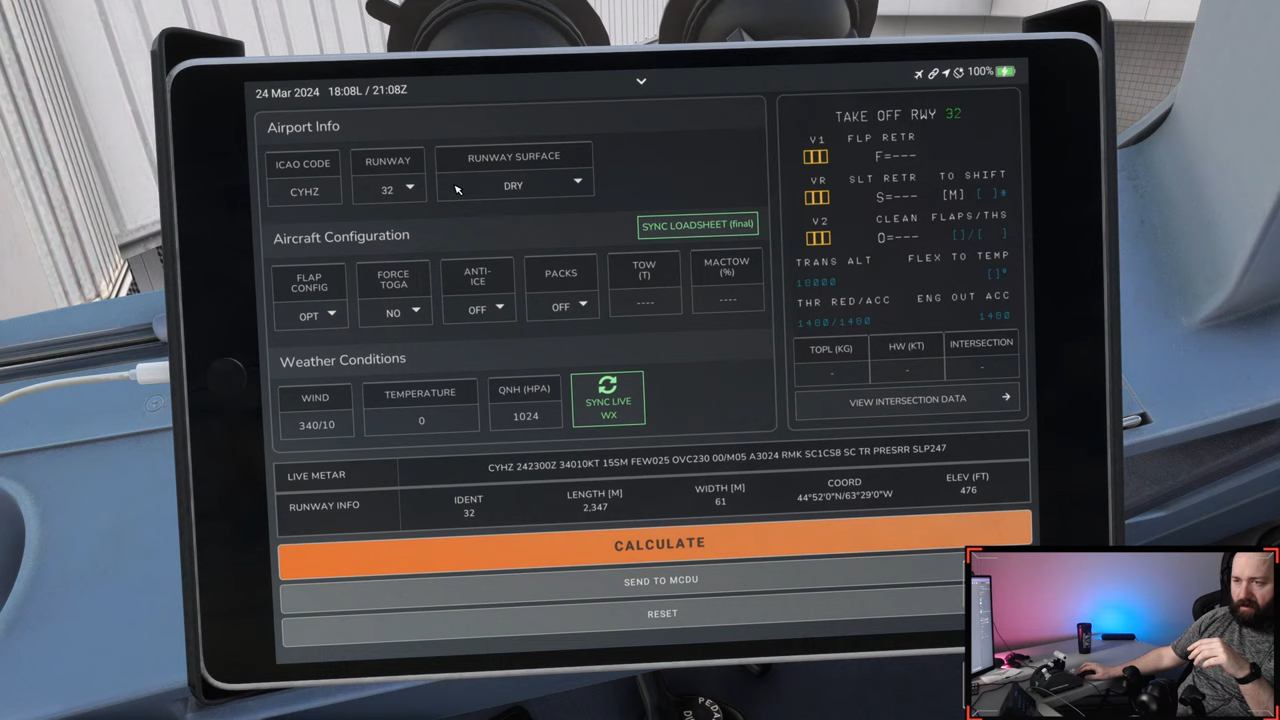 24 Mar 2024 18:08L / 21:08Z
100%
Airport Info
ICAO CODE
CYHZ
RUNWAY
32
RUNWAY SURFACE
DRY
Aircraft Configuration
SYNC LOADSHEET (final)
FLAP CONFIG
OPT
FORCE TOGA
NO
ANTI-ICE
OFF
PACKS
OFF
TOW (T)
----
MACTOW (%)
----
Weather Conditions
WIND
340/10
TEMPERATURE
0
QNH (HPA)
1024
SYNC LIVE WX
TAKE OFF RWY 32
V1 FLP RETR
F=---
VR SLT RETR TO SHIFT
S=--- [M] [ ]*
V2 CLEAN FLAPS/THS
O=--- []/[ ]
TRANS ALT FLEX TO TEMP
18000 []°
THR RED/ACC ENG OUT ACC
1480/1480 1480
TOPL (KG) HW (KT) INTERSECTION
- - -
VIEW INTERSECTION DATA
LIVE METAR CYHZ 242300Z 34010KT 15SM FEW025 OVC230 00/M05 A3024 RMK SC1CS8 SC TR PRESRR SLP247
RUNWAY INFO
IDENT
32
LENGTH [M]
2,347
WIDTH [M]
61
COORD
44°52'0"N/63°29'0"W
ELEV (FT)
476
CALCULATE
SEND TO MCDU
RESET